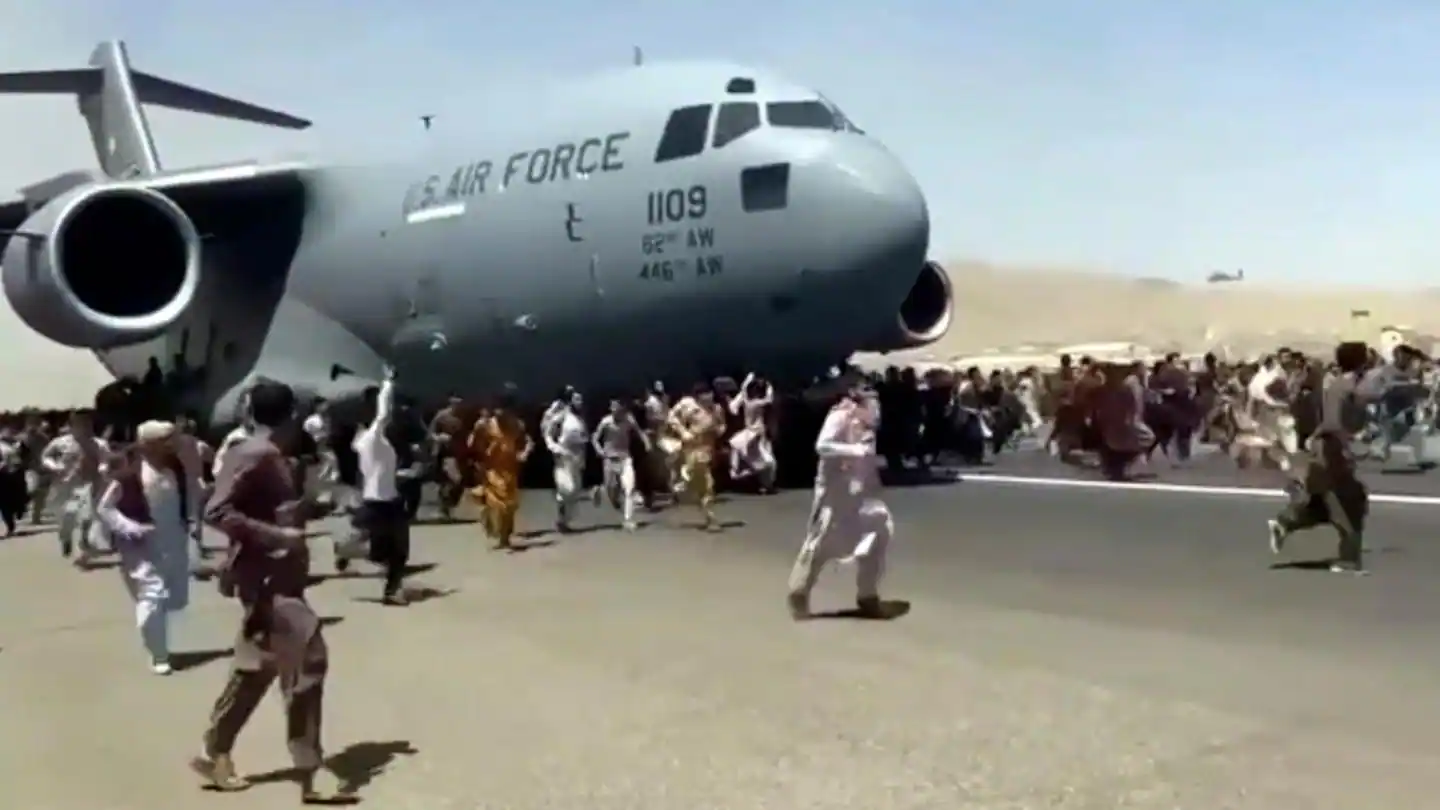 U.S. AIR FORCE
1109
62ND AW
446TH AW